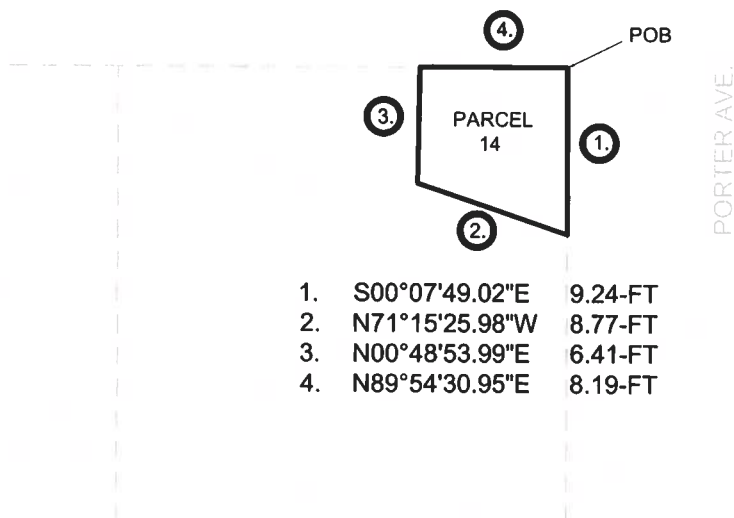 4.
POB
3.
PARCEL
14
1.
PORTER AVE.
2.
1. S00°07'49.02"E 9.24-FT
2. N71°15'25.98"W 8.77-FT
3. N00°48'53.99"E 6.41-FT
4. N89°54'30.95"E 8.19-FT